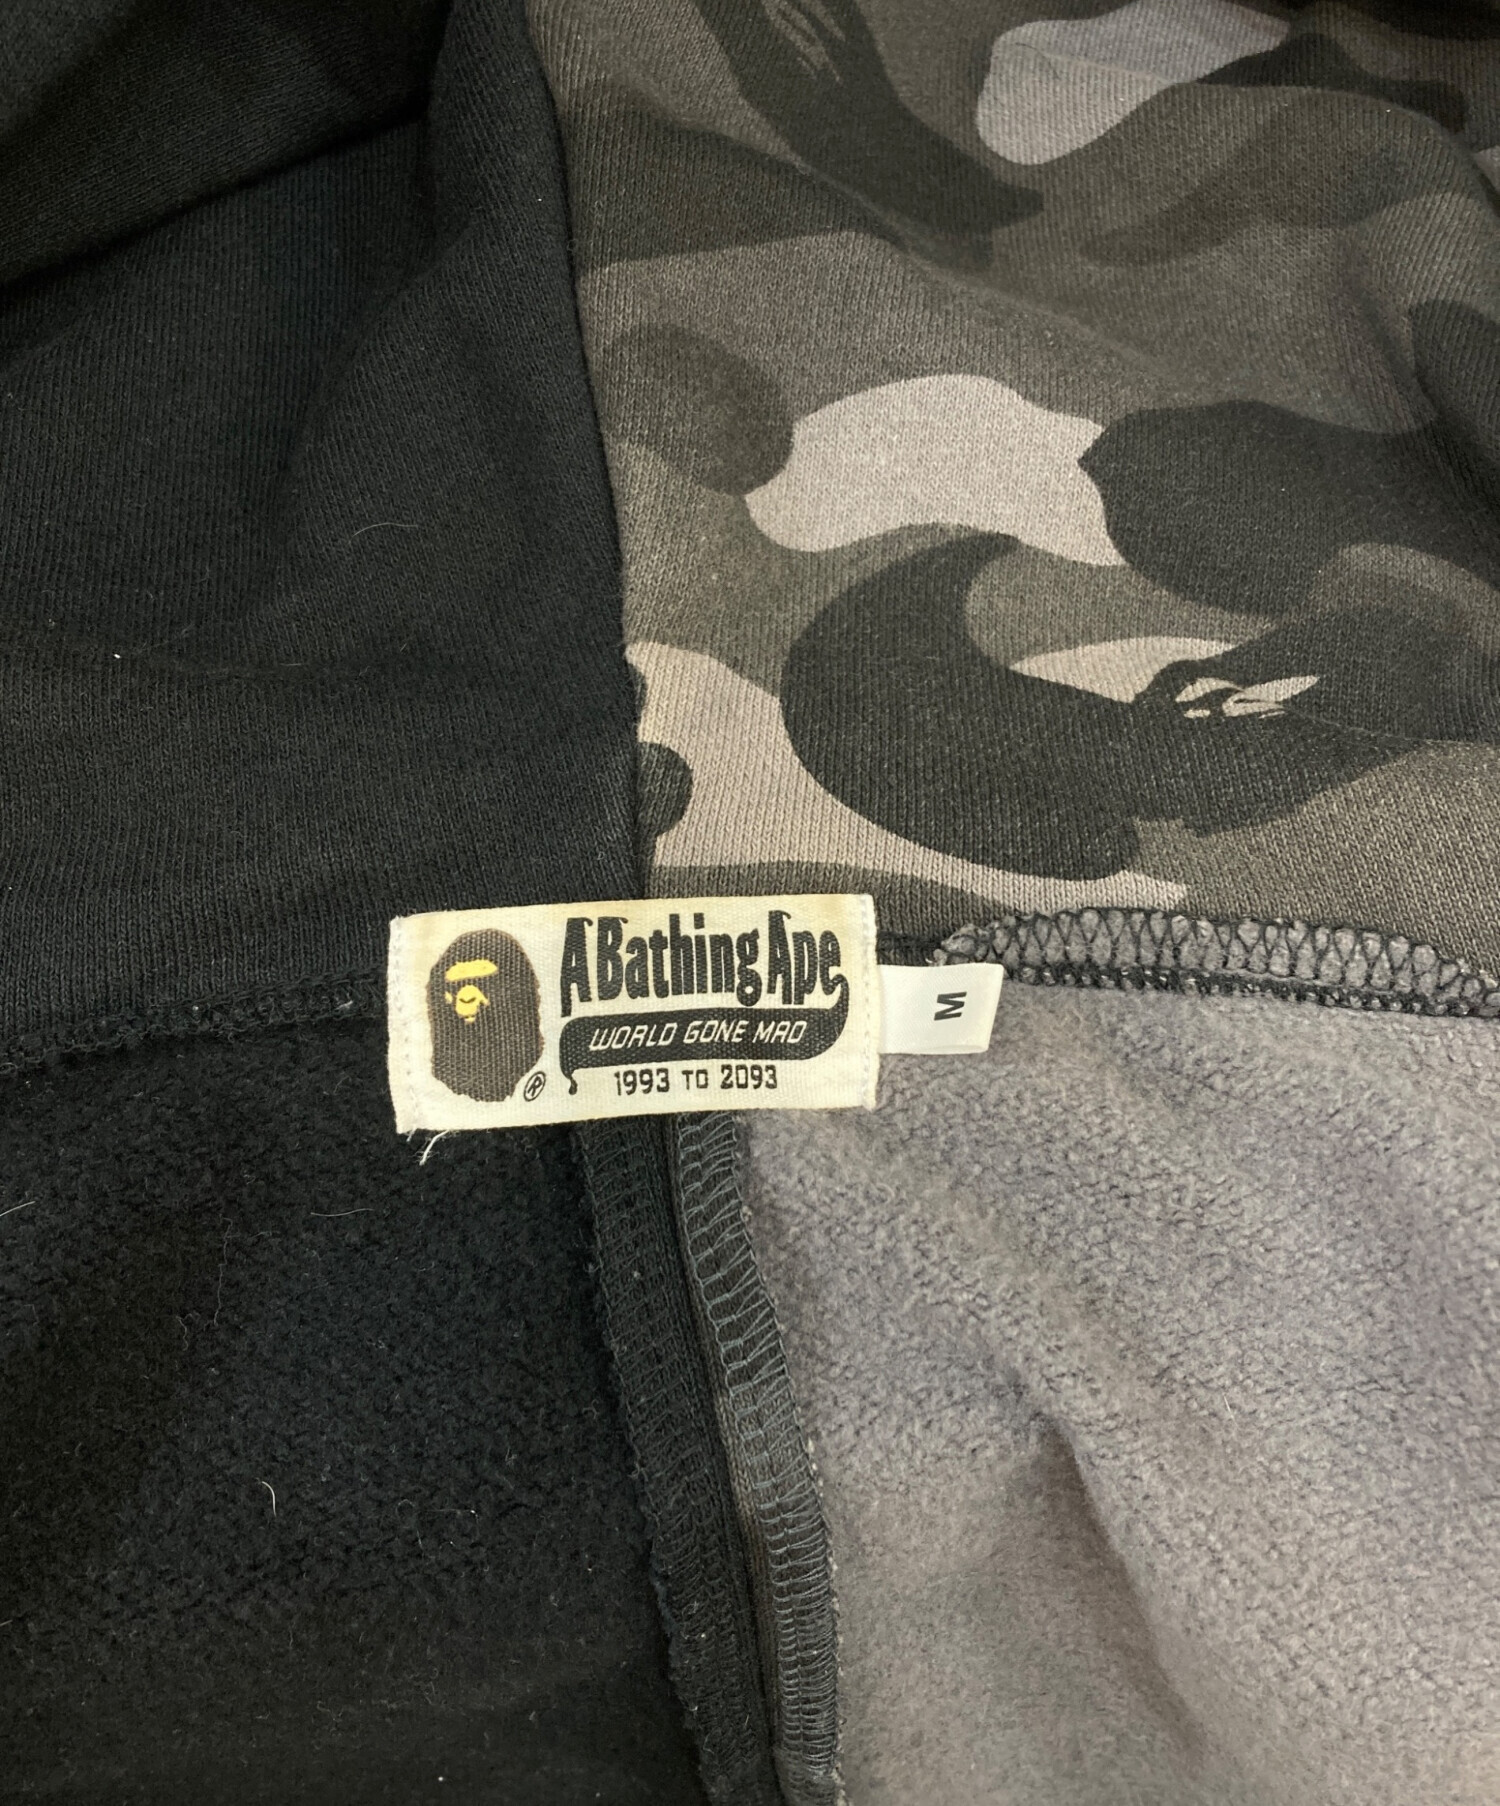 A Bathing Ape
WORLD GONE MAD
1993 TO 2093
®
M